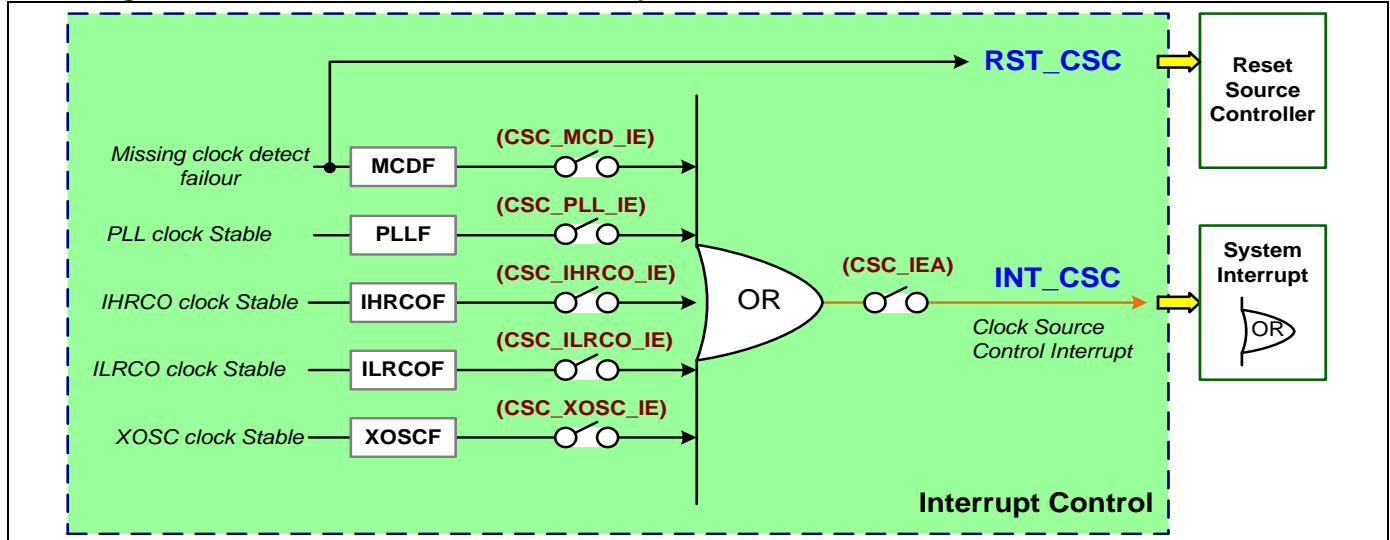 RST_CSC
Reset
Source
Controller
Missing clock detect
failour
MCDF
(CSC_MCD_IE)
PLL clock Stable
PLLF
(CSC_PLL_IE)
IHRCO clock Stable
IHRCOF
(CSC_IHRCO_IE)
ILRCO clock Stable
ILRCOF
(CSC_ILRCO_IE)
XOSC clock Stable
XOSCF
(CSC_XOSC_IE)
OR
(CSC_IEA)
INT_CSC
Clock Source
Control Interrupt
System
Interrupt
OR
Interrupt Control